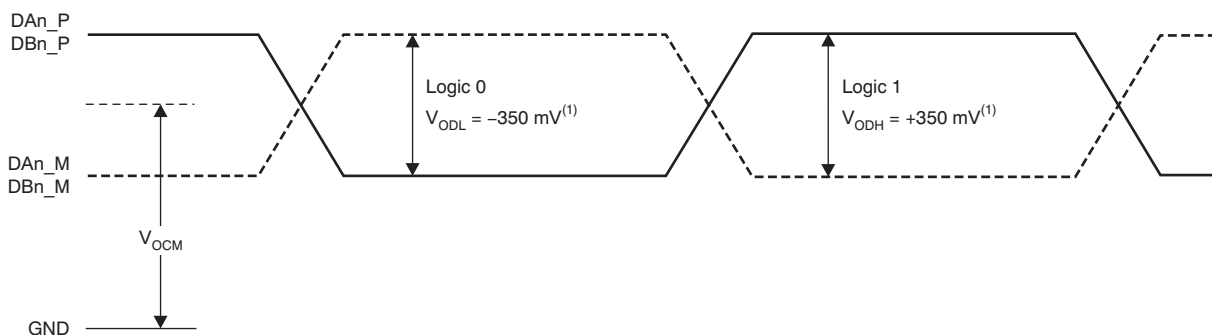 DAn_P
DBn_P
Logic 0
V_ODL = –350 mV(1)
Logic 1
V_ODH = +350 mV(1)
DAn_M
DBn_M
V_OCM
GND